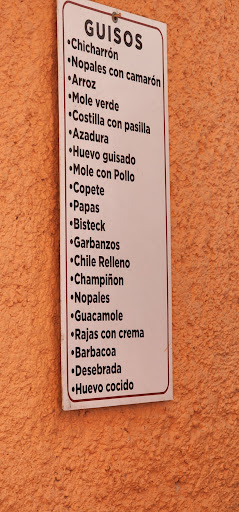 GUISOS
•Chicharrón
•Nopales con camarón
•Arroz
•Mole verde
•Costilla con pasilla
•Azadura
•Huevo guisado
•Mole con Pollo
•Copete
•Papas
•Bisteck
•Garbanzos
•Chile Relleno
•Champiñon
•Nopales
•Guacamole
•Rajas con crema
•Barbacoa
•Desebrada
•Huevo cocido